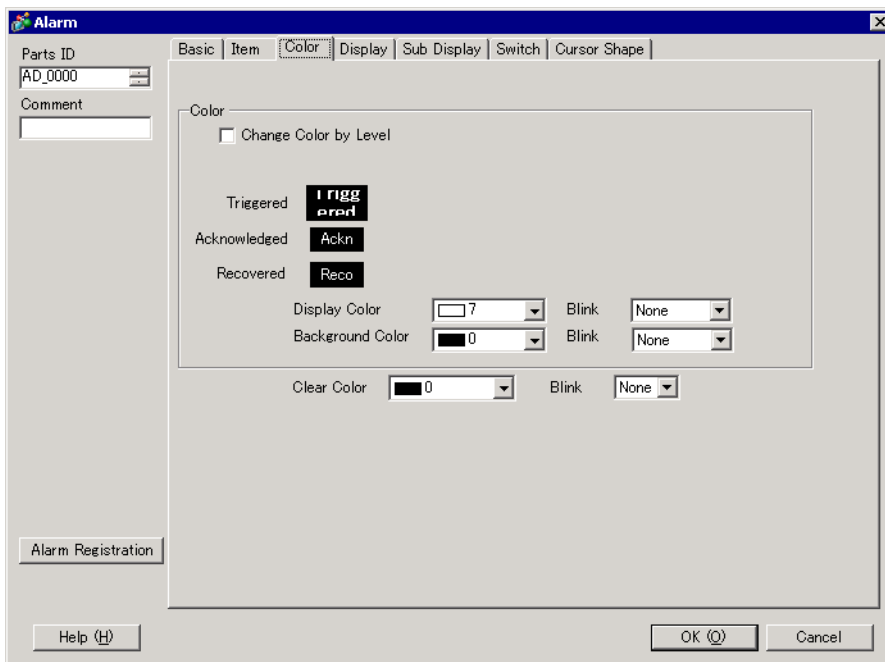 Alarm
Parts ID
AD_0000
Comment
Basic Item Color Display Sub Display Switch Cursor Shape
Color
Change Color by Level
Triggered
Trigg
ered
Acknowledged Ackn
Recovered Reco
Display Color 7 Blink None
Background Color 0 Blink None
Clear Color 0 Blink None
Alarm Registration
Help (H) OK (O) Cancel